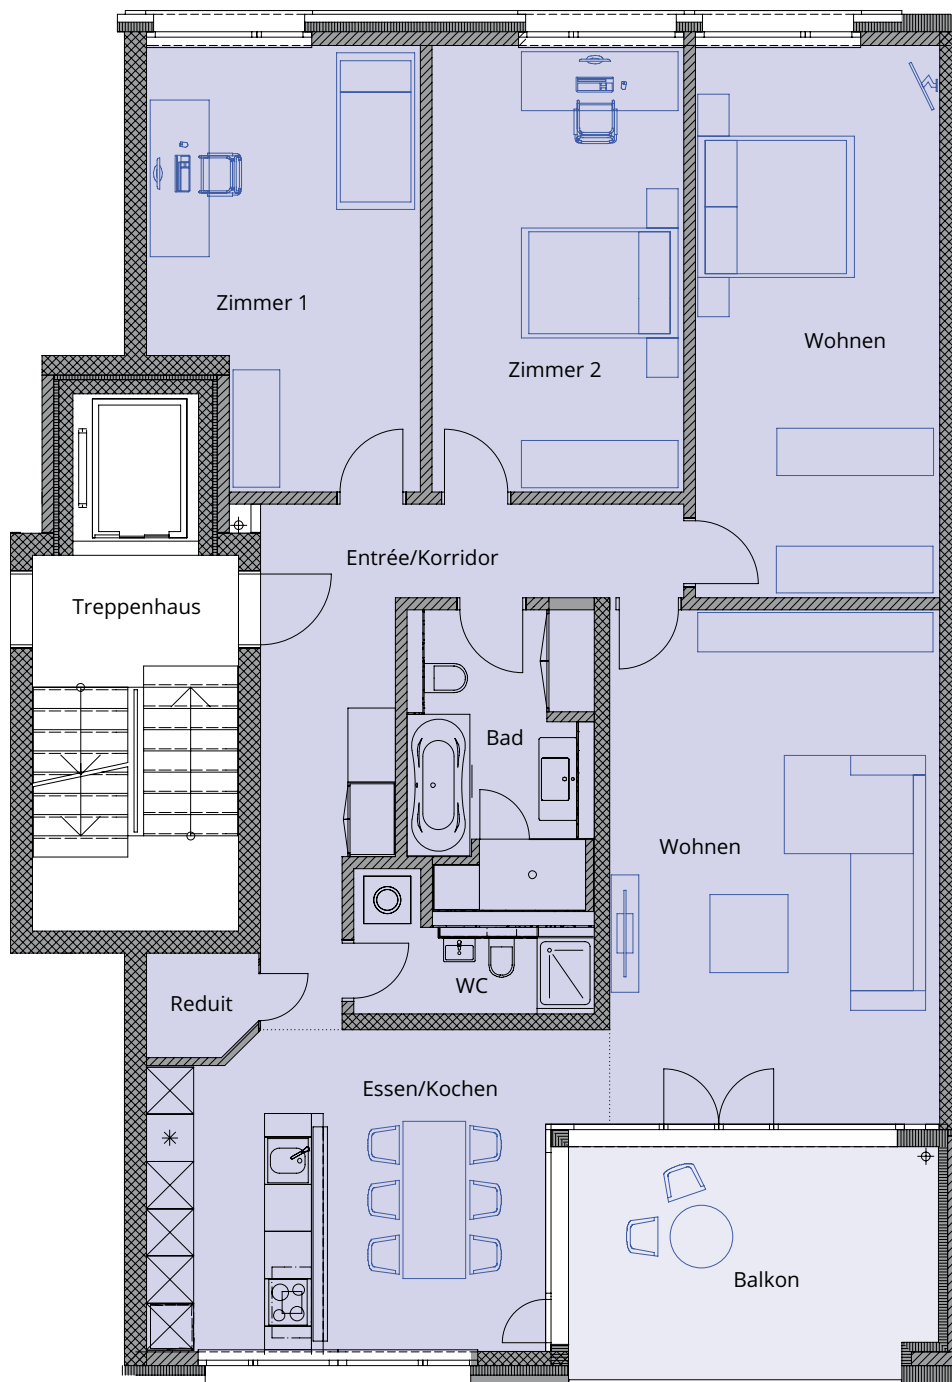 Zimmer 1
Wohnen
Zimmer 2
Entrée/Korridor
Treppenhaus
Bad
Wohnen
WC
Reduit
Essen/Kochen
Balkon